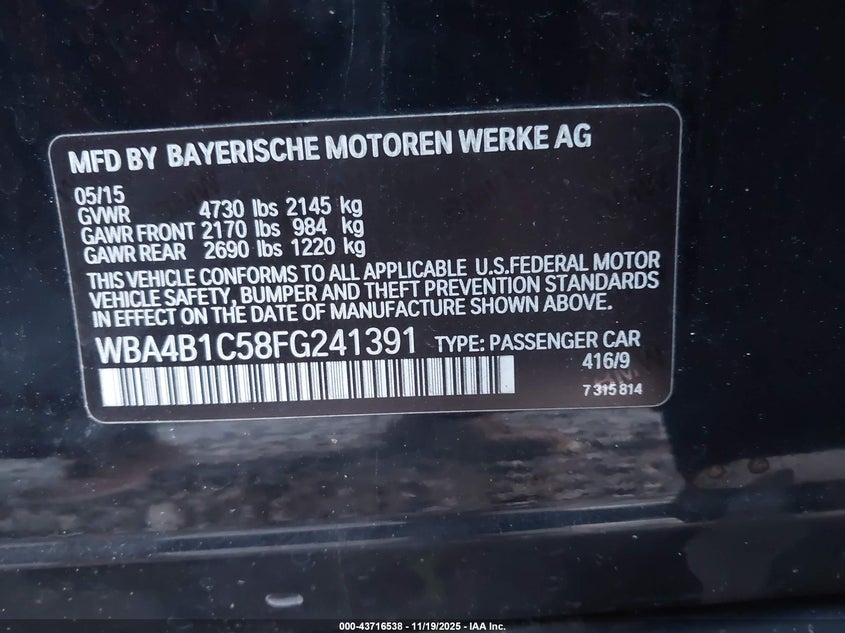 MFD BY BAYERISCHE MOTOREN WERKE AG
05/15
GVWR 4730 lbs 2145 kg
GAWR FRONT 2170 lbs 984 kg
GAWR REAR 2690 lbs 1220 kg
THIS VEHICLE CONFORMS TO ALL APPLICABLE U.S.FEDERAL MOTOR
VEHICLE SAFETY, BUMPER AND THEFT PREVENTION STANDARDS
IN EFFECT ON THE DATE OF MANUFACTURE SHOWN ABOVE.
WBA4B1C58FG241391 TYPE: PASSENGER CAR
416/9
7 315 814
000-43716538 - 11/19/2025 - IAA Inc.